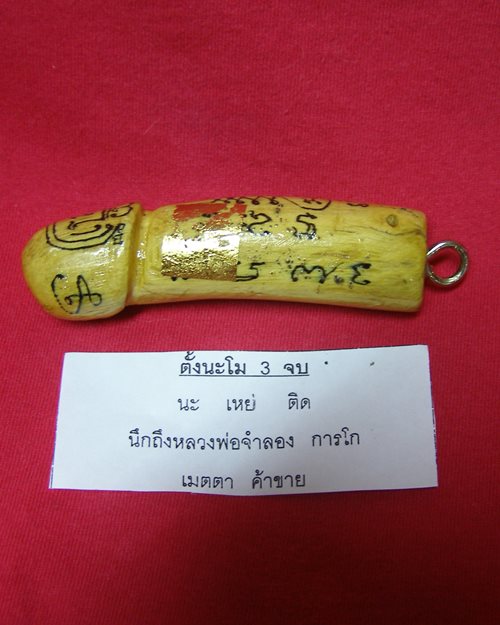 ตั้งนะโม 3 จบ
นะ เหย่ ติด
นึกถึงหลวงพ่อจำลอง การโก
เมตตา ค้าขาย